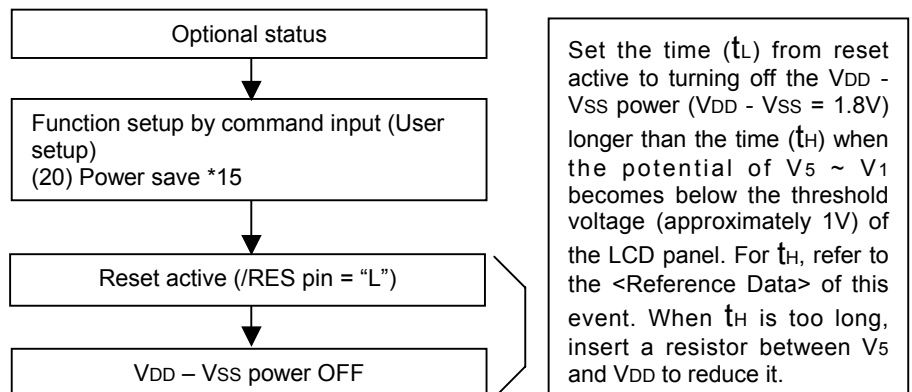 Optional status
Function setup by command input (User
setup)
(20) Power save *15
Reset active (/RES pin = “L”)
VDD – VSS power OFF
Set the time (tL) from reset
active to turning off the VDD -
VSS power (VDD - VSS = 1.8V)
longer than the time (tH) when
the potential of V5 ~ V1
becomes below the threshold
voltage (approximately 1V) of
the LCD panel. For tH, refer to
the <Reference Data> of this
event. When tH is too long,
insert a resistor between V5
and VDD to reduce it.